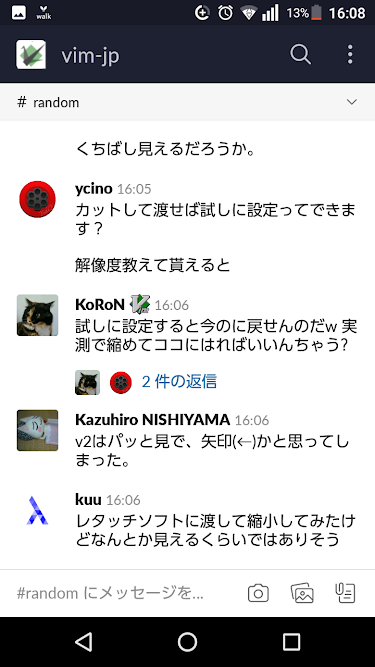 walk
13%
16:08
vim-jp
# random
くちばし見えるだろうか。
ycino 16:05
カットして渡せば試しに設定ってできま
す？
解像度教えて貰えると
KoRoN 16:06
試しに設定すると今のに戻せんのだw 実
測で縮めてココにはればいいんちゃう?
2 件の返信
Kazuhiro NISHIYAMA 16:06
v2はパッと見で、矢印(←)かと思ってし
まった。
kuu 16:06
レタッチソフトに渡して縮小してみたけ
どなんとか見えるくらいではありそう
#random にメッセージを...